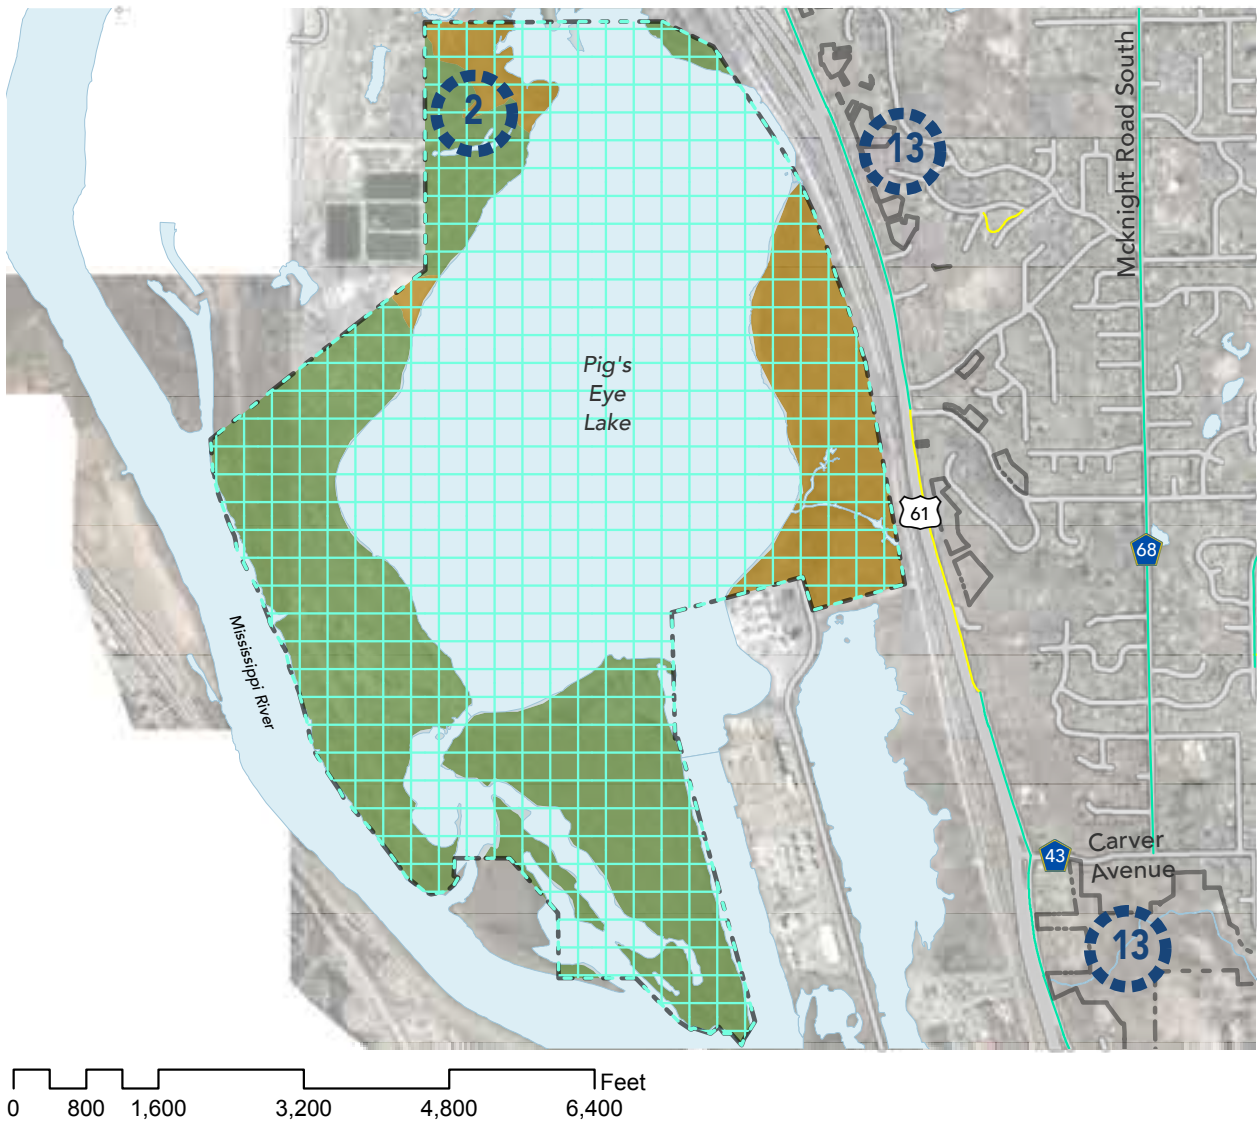 2
13
Mcknight Road South
Pig's
Eye
Lake
61
68
Mississippi River
43
Carver
Avenue
13
Feet
0 800 1,600 3,200 4,800 6,400